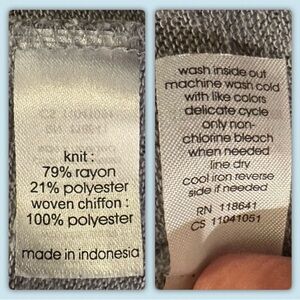 knit :
79% rayon
21% polyester
woven chiffon :
100% polyester
made in indonesia
wash inside out
machine wash cold
with like colors
delicate cycle
only non-
chlorine bleach
when needed
line dry
cool iron reverse
side if needed
RN 118641
CS 11041051